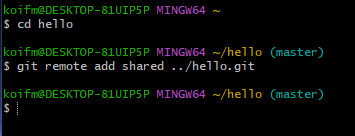 koifm@DESKTOP-81UIP5P MINGW64 ~
$ cd hello
koifm@DESKTOP-81UIP5P MINGW64 ~/hello (master)
$ git remote add shared ../hello.git
koifm@DESKTOP-81UIP5P MINGW64 ~/hello (master)
$